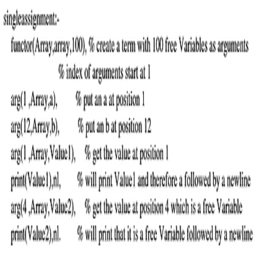 singleassignment:-
functor(Array,array,100), % create a term with 100 free Variables as arguments
% index of arguments start at 1
arg(1 ,Array,a), % put an a at position 1
arg(12,Array,b), % put an b at position 12
arg(1 ,Array,Value1), % get the value at position 1
print(Value1),nl, % will print Value1 and therefore a followed by a newline
arg(4 ,Array,Value2), % get the value at position 4 which is a free Variable
print(Value2),nl. % will print that it is a free Variable followed by a newline